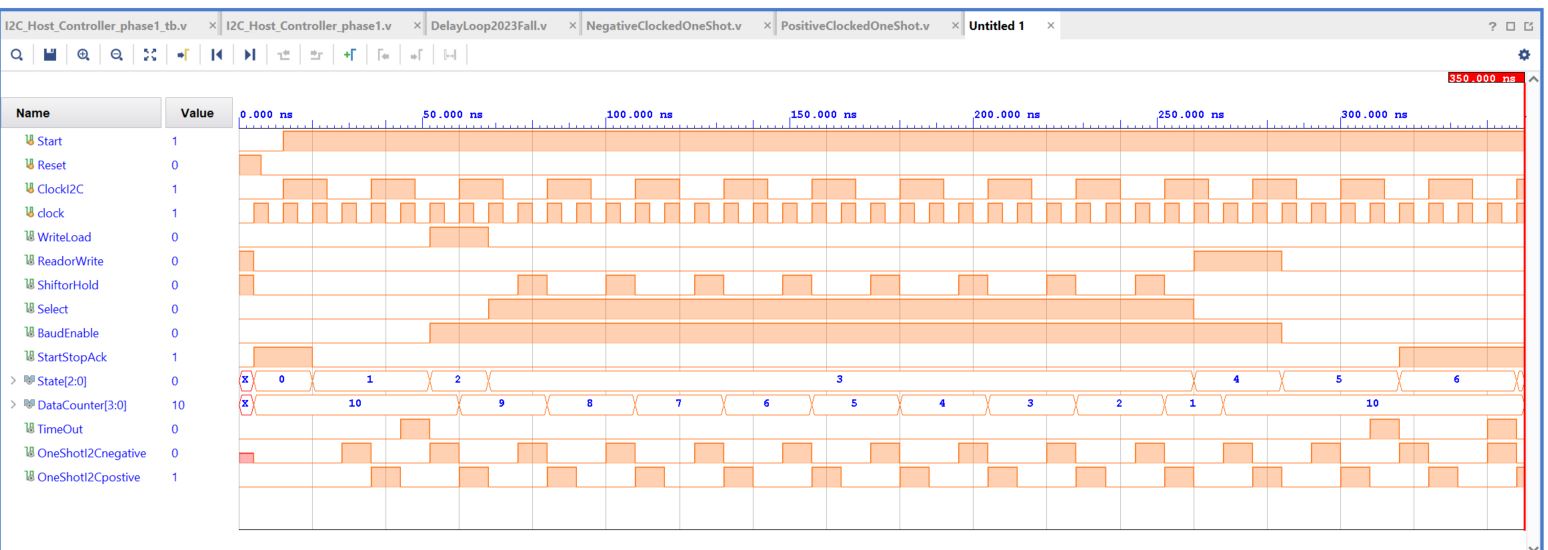 I2C_Host_Controller_phase1_tb.v × I2C_Host_Controller_phase1.v × DelayLoop2023Fall.v × NegativeClockedOneShot.v × PositiveClockedOneShot.v × Untitled 1 ×
350.000 ns
Name Value 0.000 ns 50.000 ns 100.000 ns 150.000 ns 200.000 ns 250.000 ns 300.000 ns
Start 1
Reset 0
ClockI2C 1
clock 1
WriteLoad 0
ReadorWrite 0
ShiftorHold 0
Select 0
BaudEnable 0
StartStopAck 1
State[2:0] 0 X 0 1 2 3 4 5 6
DataCounter[3:0] 10 X 10 9 8 7 6 5 4 3 2 1 10
TimeOut 0
OneShotI2Cnegative 0
OneShotI2Cpostive 1